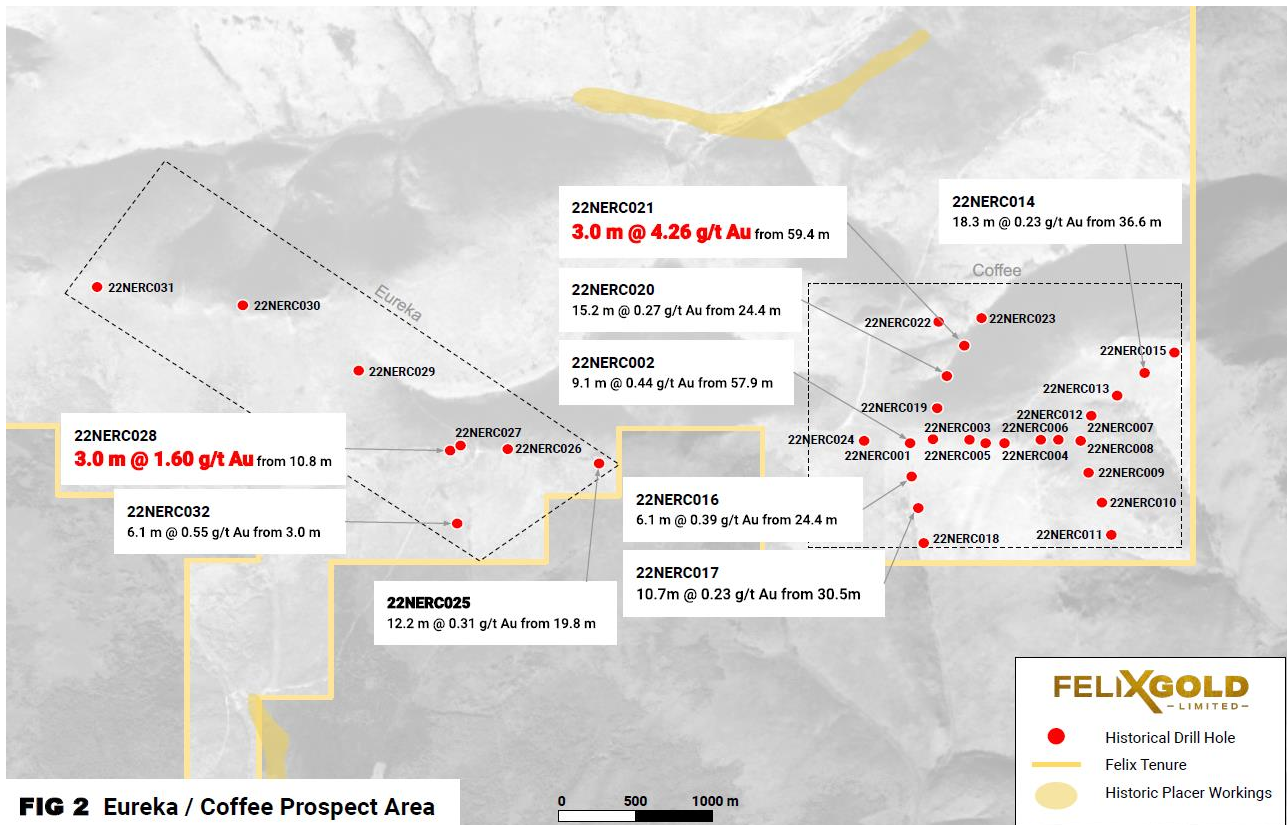 22NERC021
3.0 m @ 4.26 g/t Au from 59.4 m
22NERC014
18.3 m @ 0.23 g/t Au from 36.6 m
Coffee
22NERC020
15.2 m @ 0.27 g/t Au from 24.4 m
22NERC031
22NERC030
Eureka
22NERC022
22NERC023
22NERC002
9.1 m @ 0.44 g/t Au from 57.9 m
22NERC015
22NERC029
22NERC013
22NERC019
22NERC012
22NERC028
3.0 m @ 1.60 g/t Au from 10.8 m
22NERC027
22NERC026
22NERC024
22NERC003
22NERC006
22NERC007
22NERC001
22NERC005
22NERC004
22NERC008
22NERC009
22NERC032
6.1 m @ 0.55 g/t Au from 3.0 m
22NERC016
6.1 m @ 0.39 g/t Au from 24.4 m
22NERC010
22NERC018
22NERC011
22NERC017
10.7m @ 0.23 g/t Au from 30.5m
22NERC025
12.2 m @ 0.31 g/t Au from 19.8 m
FELIXGOLD
-LIMITED-
Historical Drill Hole
Felix Tenure
Historic Placer Workings
FIG 2 Eureka / Coffee Prospect Area
0 500 1000 m